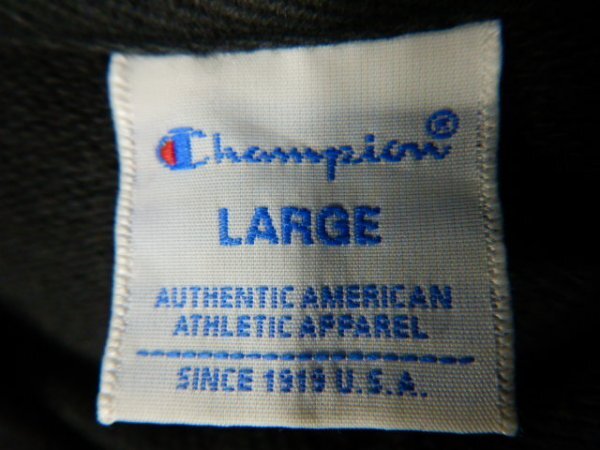 Champion®
LARGE
AUTHENTIC AMERICAN
ATHLETIC APPAREL
SINCE 1919 U.S.A.